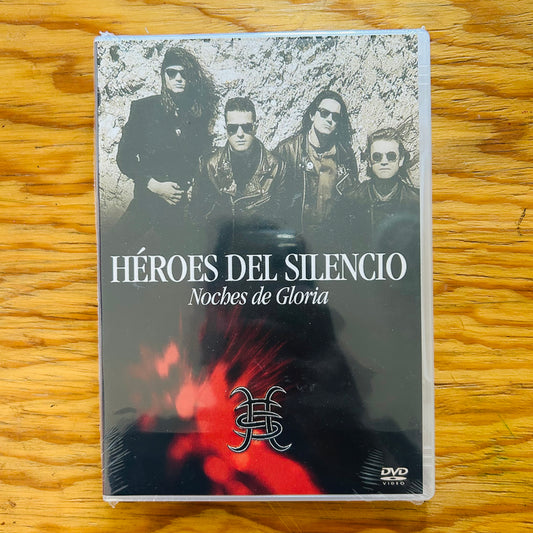 HÉROES DEL SILENCIO
Noches de Gloria
DVD
VIDEO